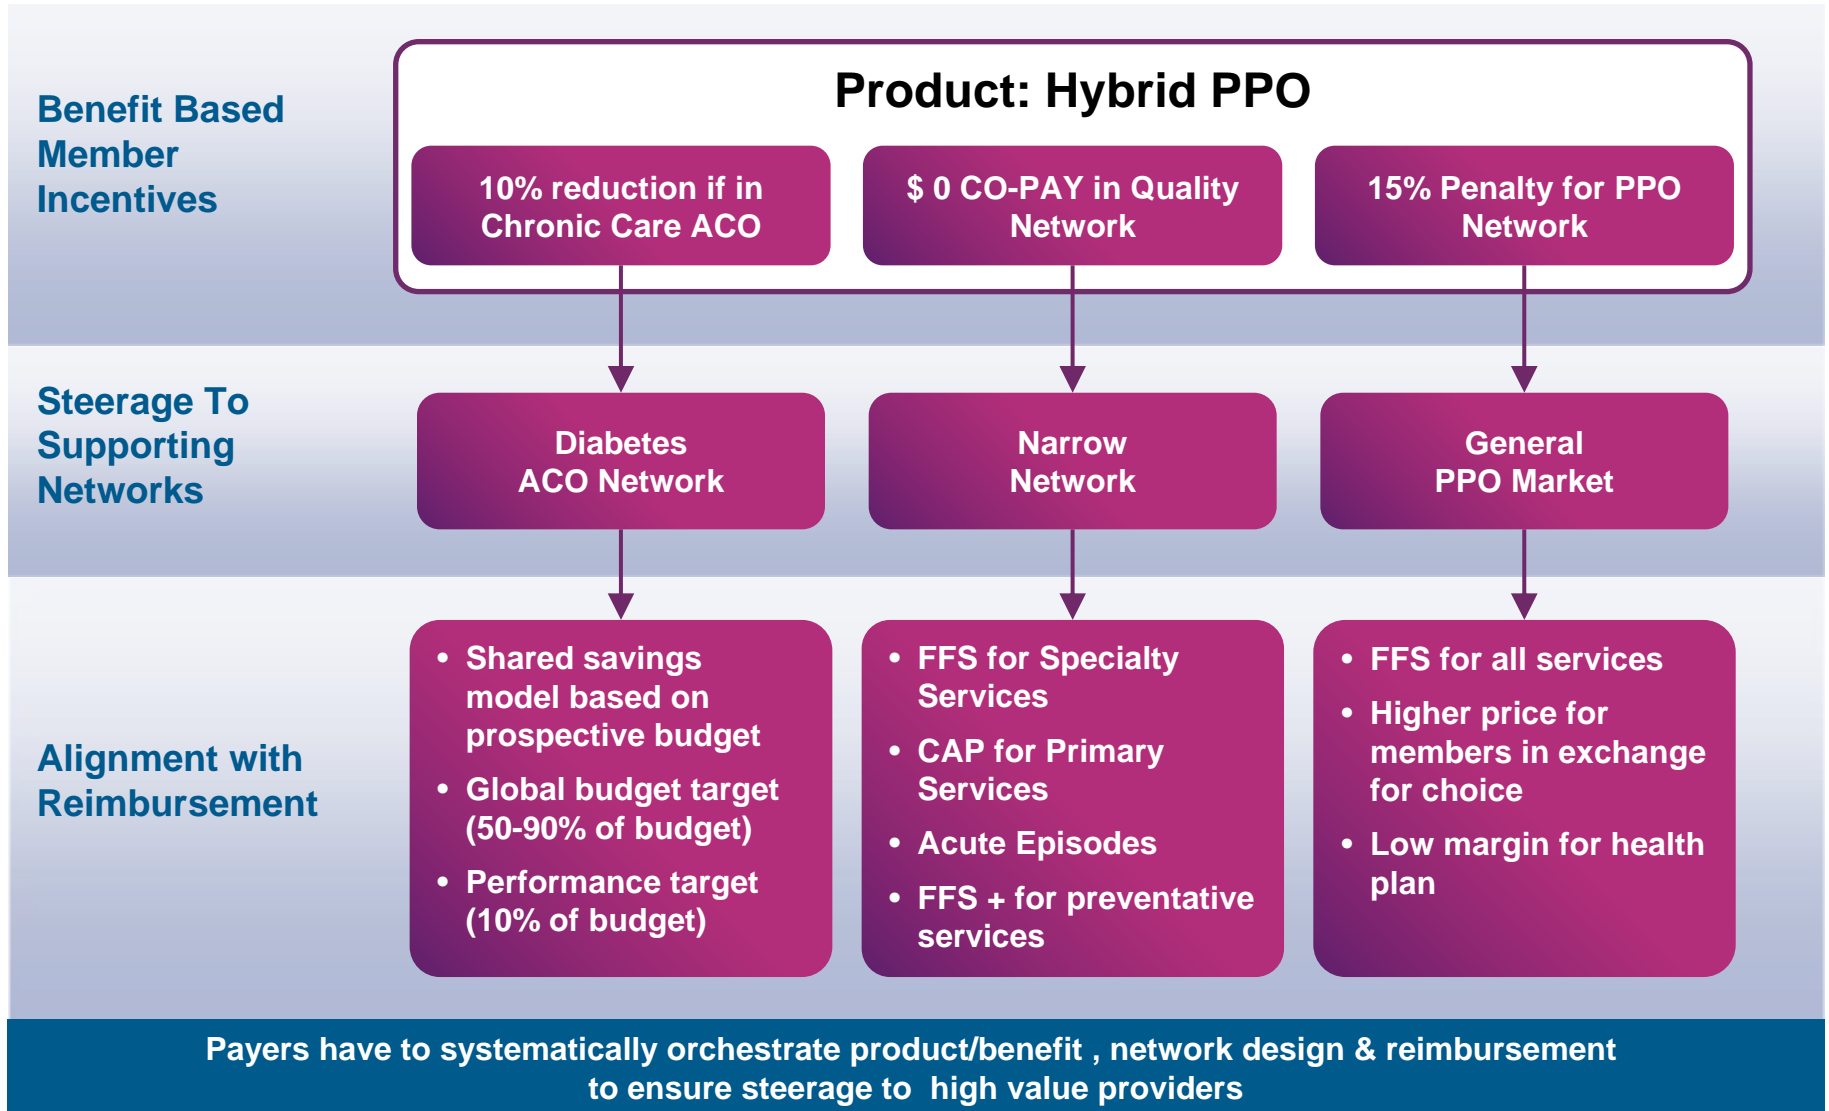 Benefit Based
Member
Incentives
Product: Hybrid PPO
10% reduction if in
Chronic Care ACO
$ 0 CO-PAY in Quality
Network
15% Penalty for PPO
Network
Steerage To
Supporting
Networks
Diabetes
ACO Network
Narrow
Network
General
PPO Market
Alignment with
Reimbursement
• Shared savings
model based on
prospective budget
• Global budget target
(50-90% of budget)
• Performance target
(10% of budget)
• FFS for Specialty
Services
• CAP for Primary
Services
• Acute Episodes
• FFS + for preventative
services
• FFS for all services
• Higher price for
members in exchange
for choice
• Low margin for health
plan
Payers have to systematically orchestrate product/benefit , network design & reimbursement
to ensure steerage to  high value providers